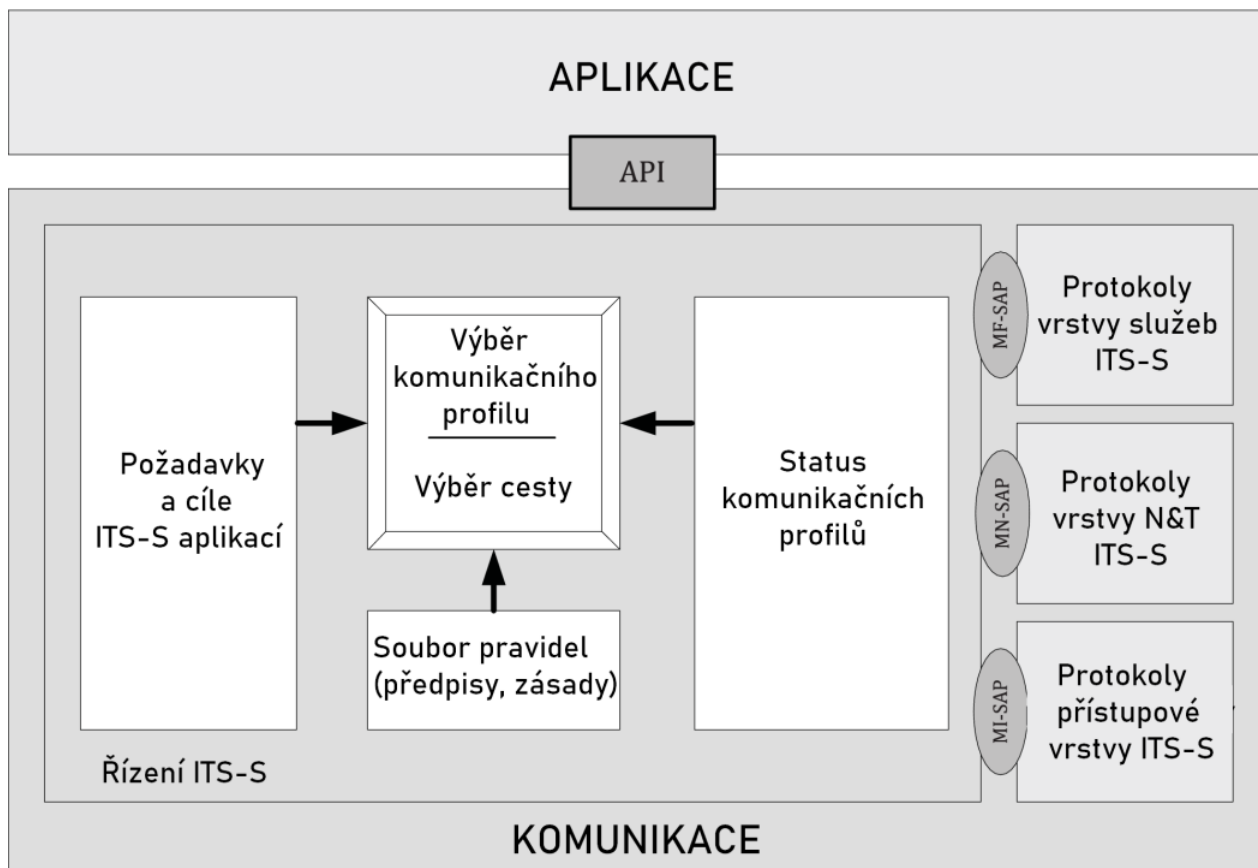 APLIKACE
API
Požadavky
a cíle
ITS-S aplikací
Výběr
komunikačního
profilu
Výběr cesty
Soubor pravidel
(předpisy, zásady)
Status
komunikačních
profilů
Řízení ITS-S
MF-SAP
Protokoly
vrstvy služeb
ITS-S
MN-SAP
Protokoly
vrstvy N&T
ITS-S
MI-SAP
Protokoly
přístupové
vrstvy ITS-S
KOMUNIKACE